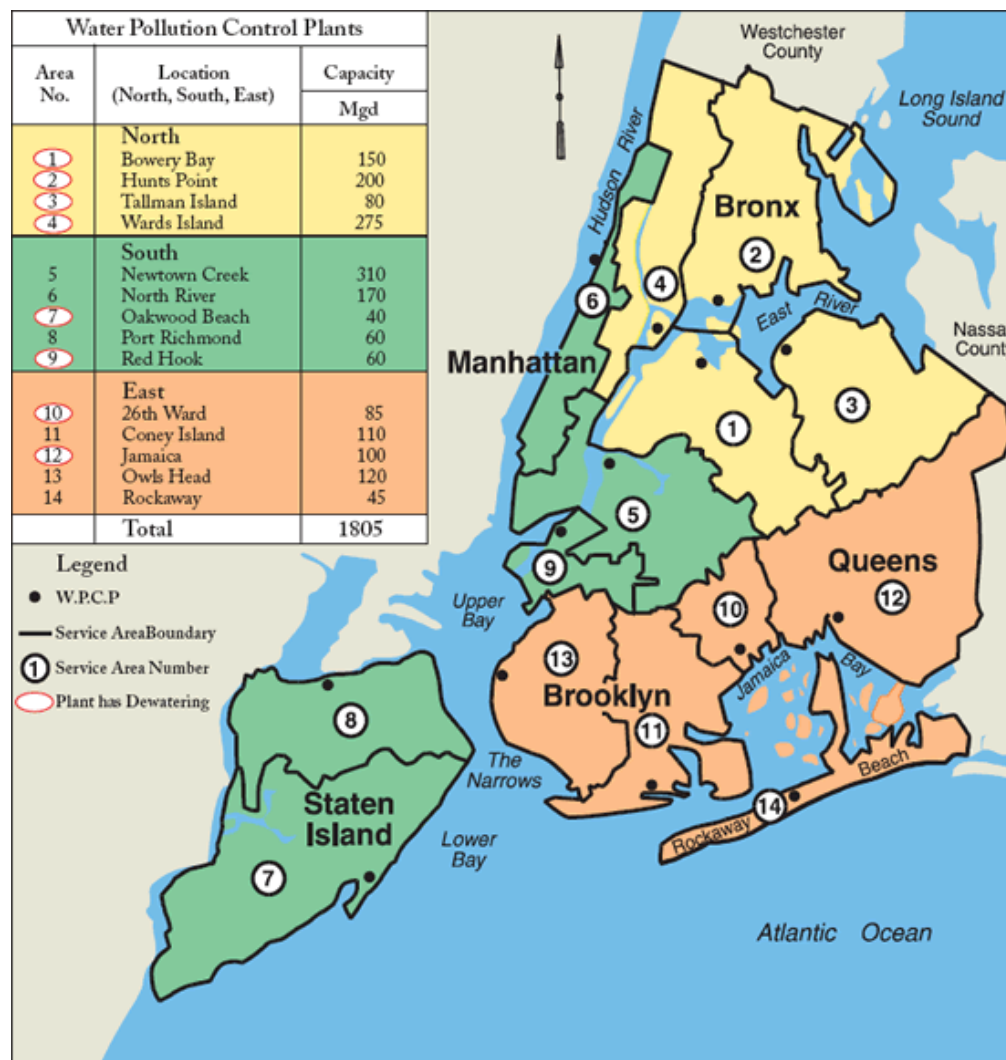 Water Pollution Control Plants
Area No. Location (North, South, East) Capacity Mgd
North
1 Bowery Bay 150
2 Hunts Point 200
3 Tallman Island 80
4 Wards Island 275
South
5 Newtown Creek 310
6 North River 170
7 Oakwood Beach 40
8 Port Richmond 60
9 Red Hook 60
East
10 26th Ward 85
11 Coney Island 110
12 Jamaica 100
13 Owls Head 120
14 Rockaway 45
Total 1805
Legend
W.P.C.P
Service AreaBoundary
1 Service Area Number
Plant has Dewatering
Westchester
County
Long Island
Sound
Hudson River
Bronx
2
4
6
East River
Nassa
Count
Manhattan
3
1
5
9
Queens
12
10
Upper
Bay
Jamaica Bay
13
Brooklyn
11
8
The
Narrows
Beach
Staten
Island
14
Rockaway
Lower
Bay
7
Atlantic Ocean